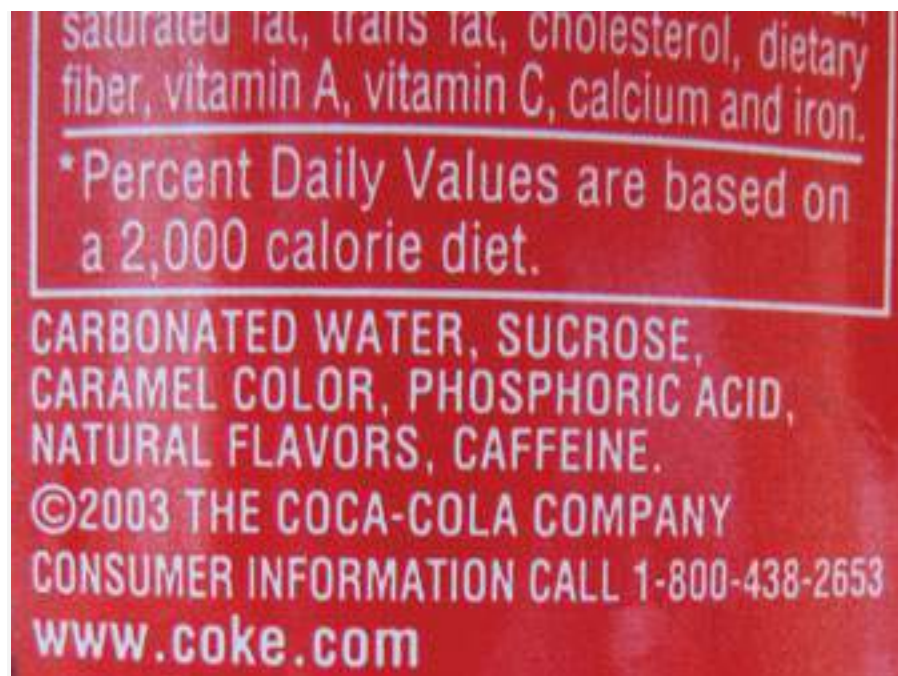 saturated fat, trans fat, cholesterol, dietary
fiber, vitamin A, vitamin C, calcium and iron.
*Percent Daily Values are based on
a 2,000 calorie diet.
CARBONATED WATER, SUCROSE,
CARAMEL COLOR, PHOSPHORIC ACID,
NATURAL FLAVORS, CAFFEINE.
©2003 THE COCA-COLA COMPANY
CONSUMER INFORMATION CALL 1-800-438-2653
www.coke.com